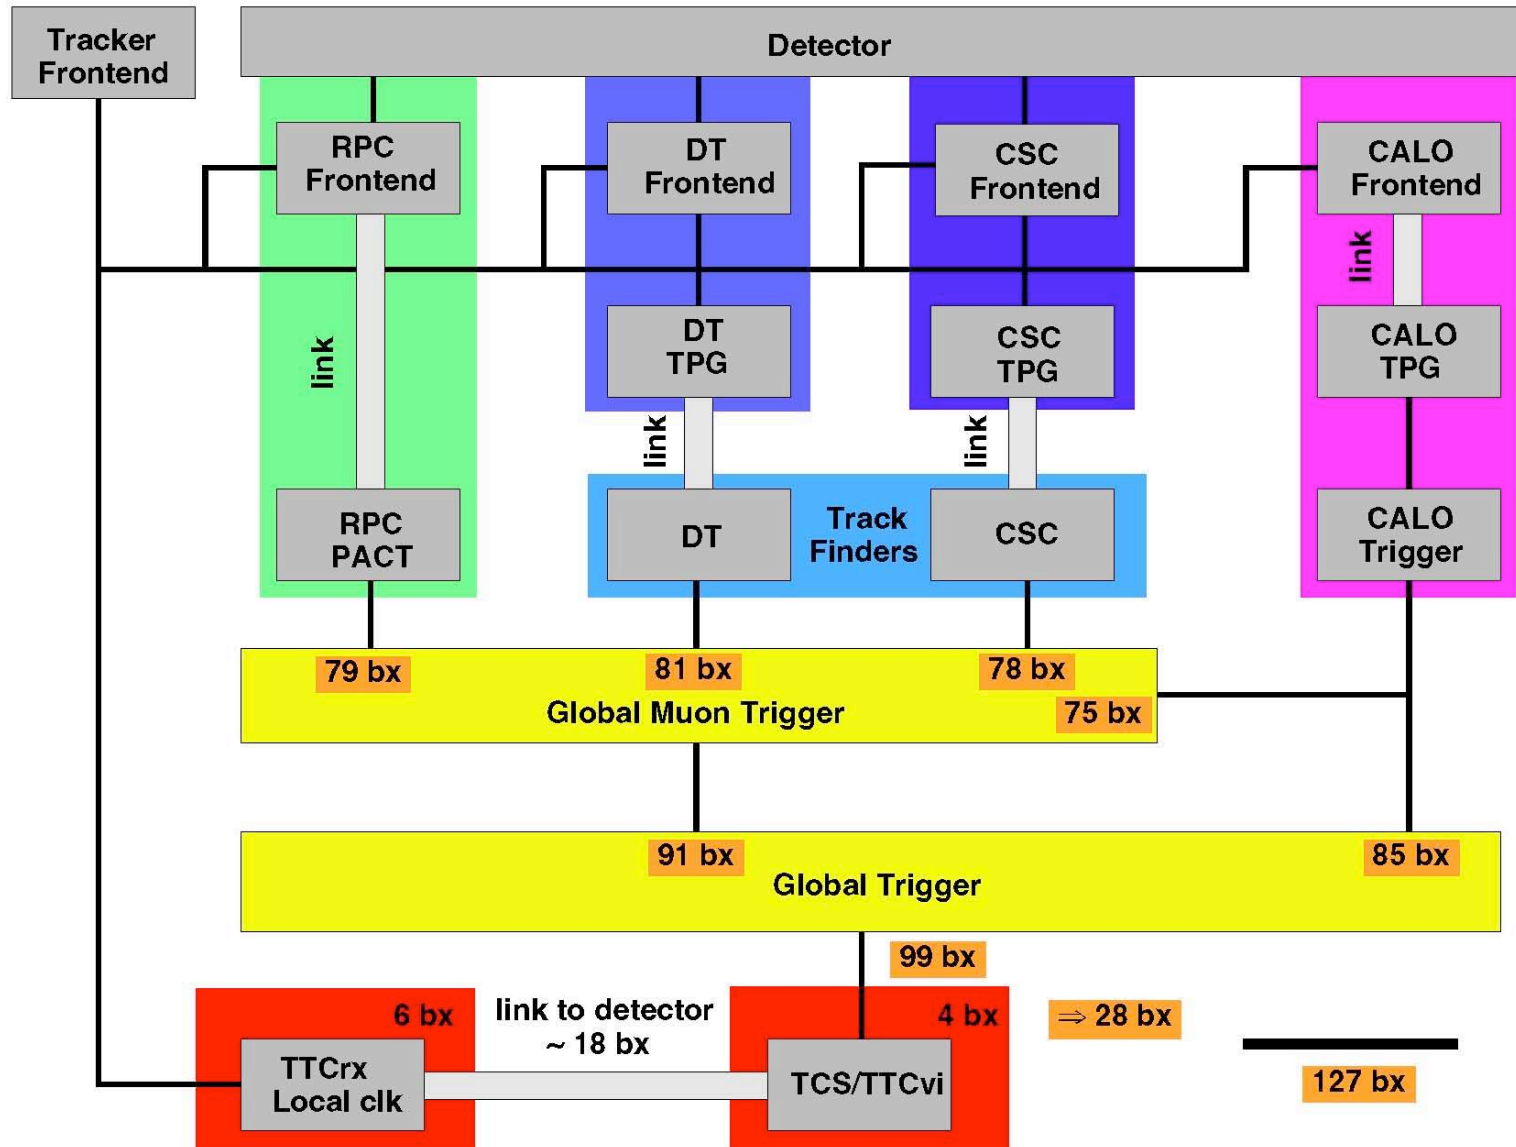 Tracker
Frontend
Detector
RPC
Frontend
DT
Frontend
CSC
Frontend
CALO
Frontend
link
DT
TPG
CSC
TPG
CALO
TPG
link
link
link
RPC
PACT
DT
Track
Finders
CSC
CALO
Trigger
79 bx
81 bx
78 bx
75 bx
Global Muon Trigger
91 bx
85 bx
Global Trigger
99 bx
6 bx
link to detector
~ 18 bx
4 bx
⇒ 28 bx
TTCrx
Local clk
TCS/TTCvi
127 bx